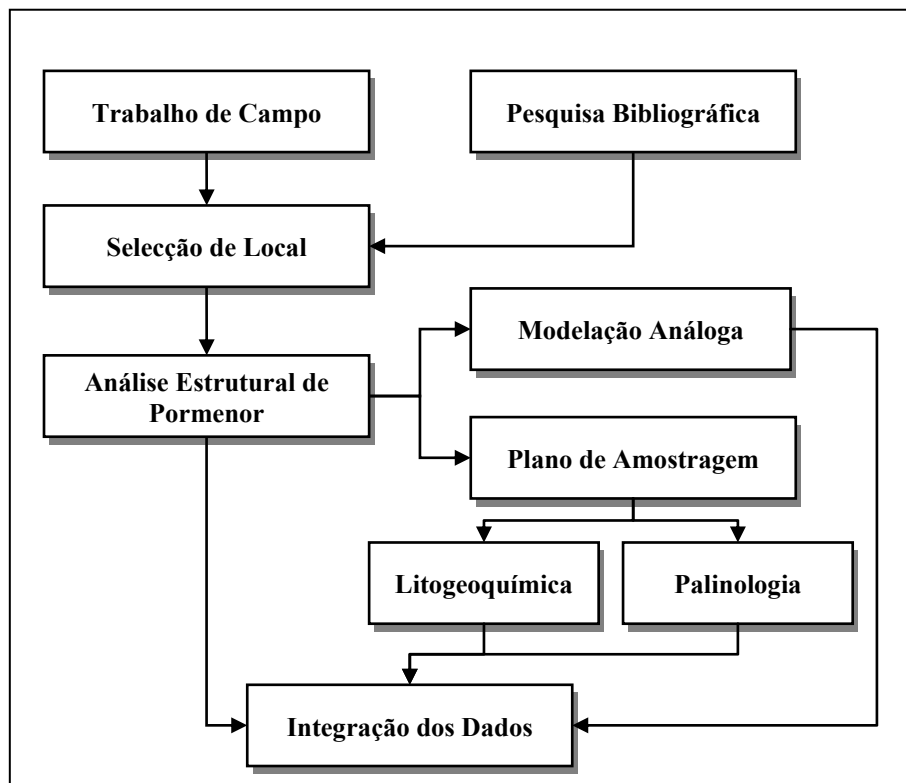 Trabalho de Campo
Pesquisa Bibliográfica
Selecção de Local
Modelação Análoga
Análise Estrutural de
Pormenor
Plano de Amostragem
Litogeoquímica
Palinologia
Integração dos Dados